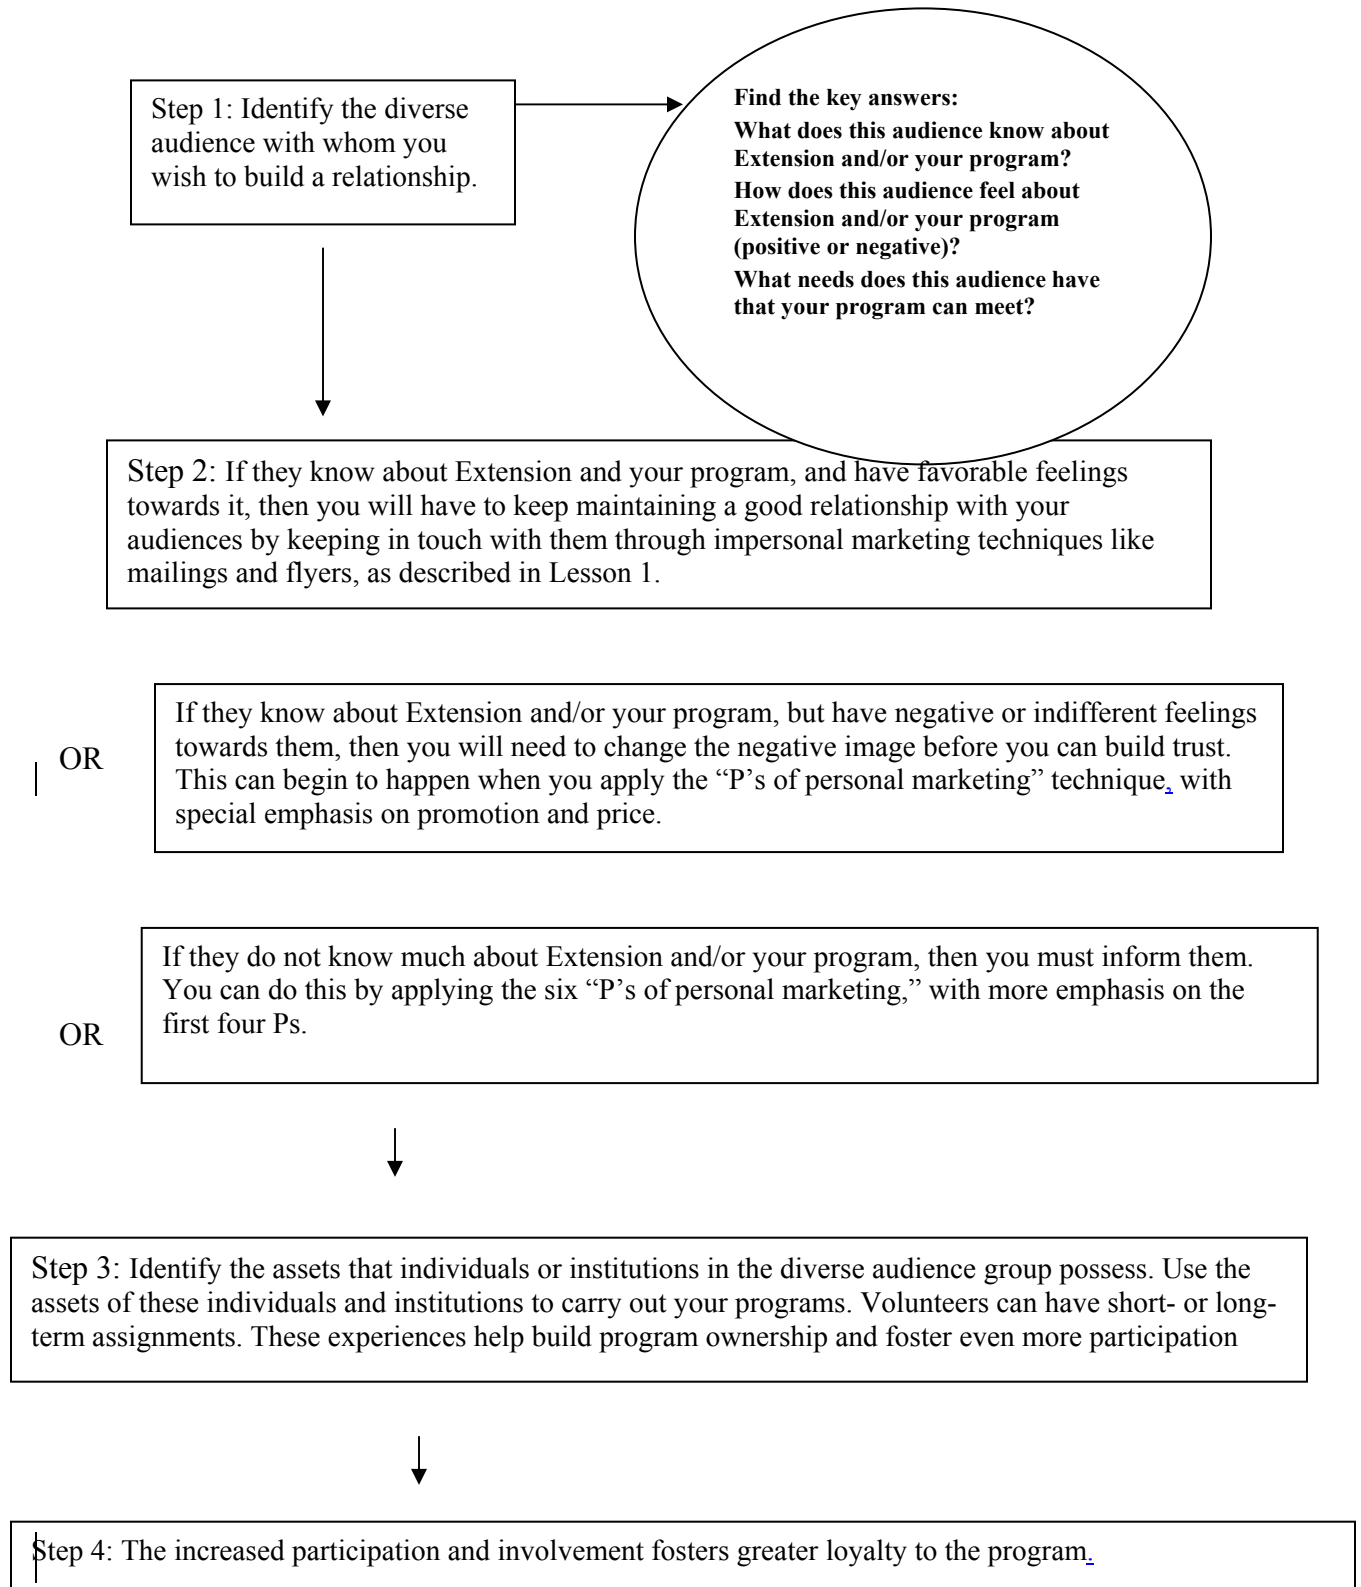 Step 1: Identify the diverse
audience with whom you
wish to build a relationship.
Find the key answers:
What does this audience know about
Extension and/or your program?
How does this audience feel about
Extension and/or your program
(positive or negative)?
What needs does this audience have
that your program can meet?
Step 2: If they know about Extension and your program, and have favorable feelings
towards it, then you will have to keep maintaining a good relationship with your
audiences by keeping in touch with them through impersonal marketing techniques like
mailings and flyers, as described in Lesson 1.
OR
If they know about Extension and/or your program, but have negative or indifferent feelings
towards them, then you will need to change the negative image before you can build trust.
This can begin to happen when you apply the “P’s of personal marketing” technique, with
special emphasis on promotion and price.
OR
If they do not know much about Extension and/or your program, then you must inform them.
You can do this by applying the six “P’s of personal marketing,” with more emphasis on the
first four Ps.
Step 3: Identify the assets that individuals or institutions in the diverse audience group possess. Use the
assets of these individuals and institutions to carry out your programs. Volunteers can have short- or long-
term assignments. These experiences help build program ownership and foster even more participation
Step 4: The increased participation and involvement fosters greater loyalty to the program.